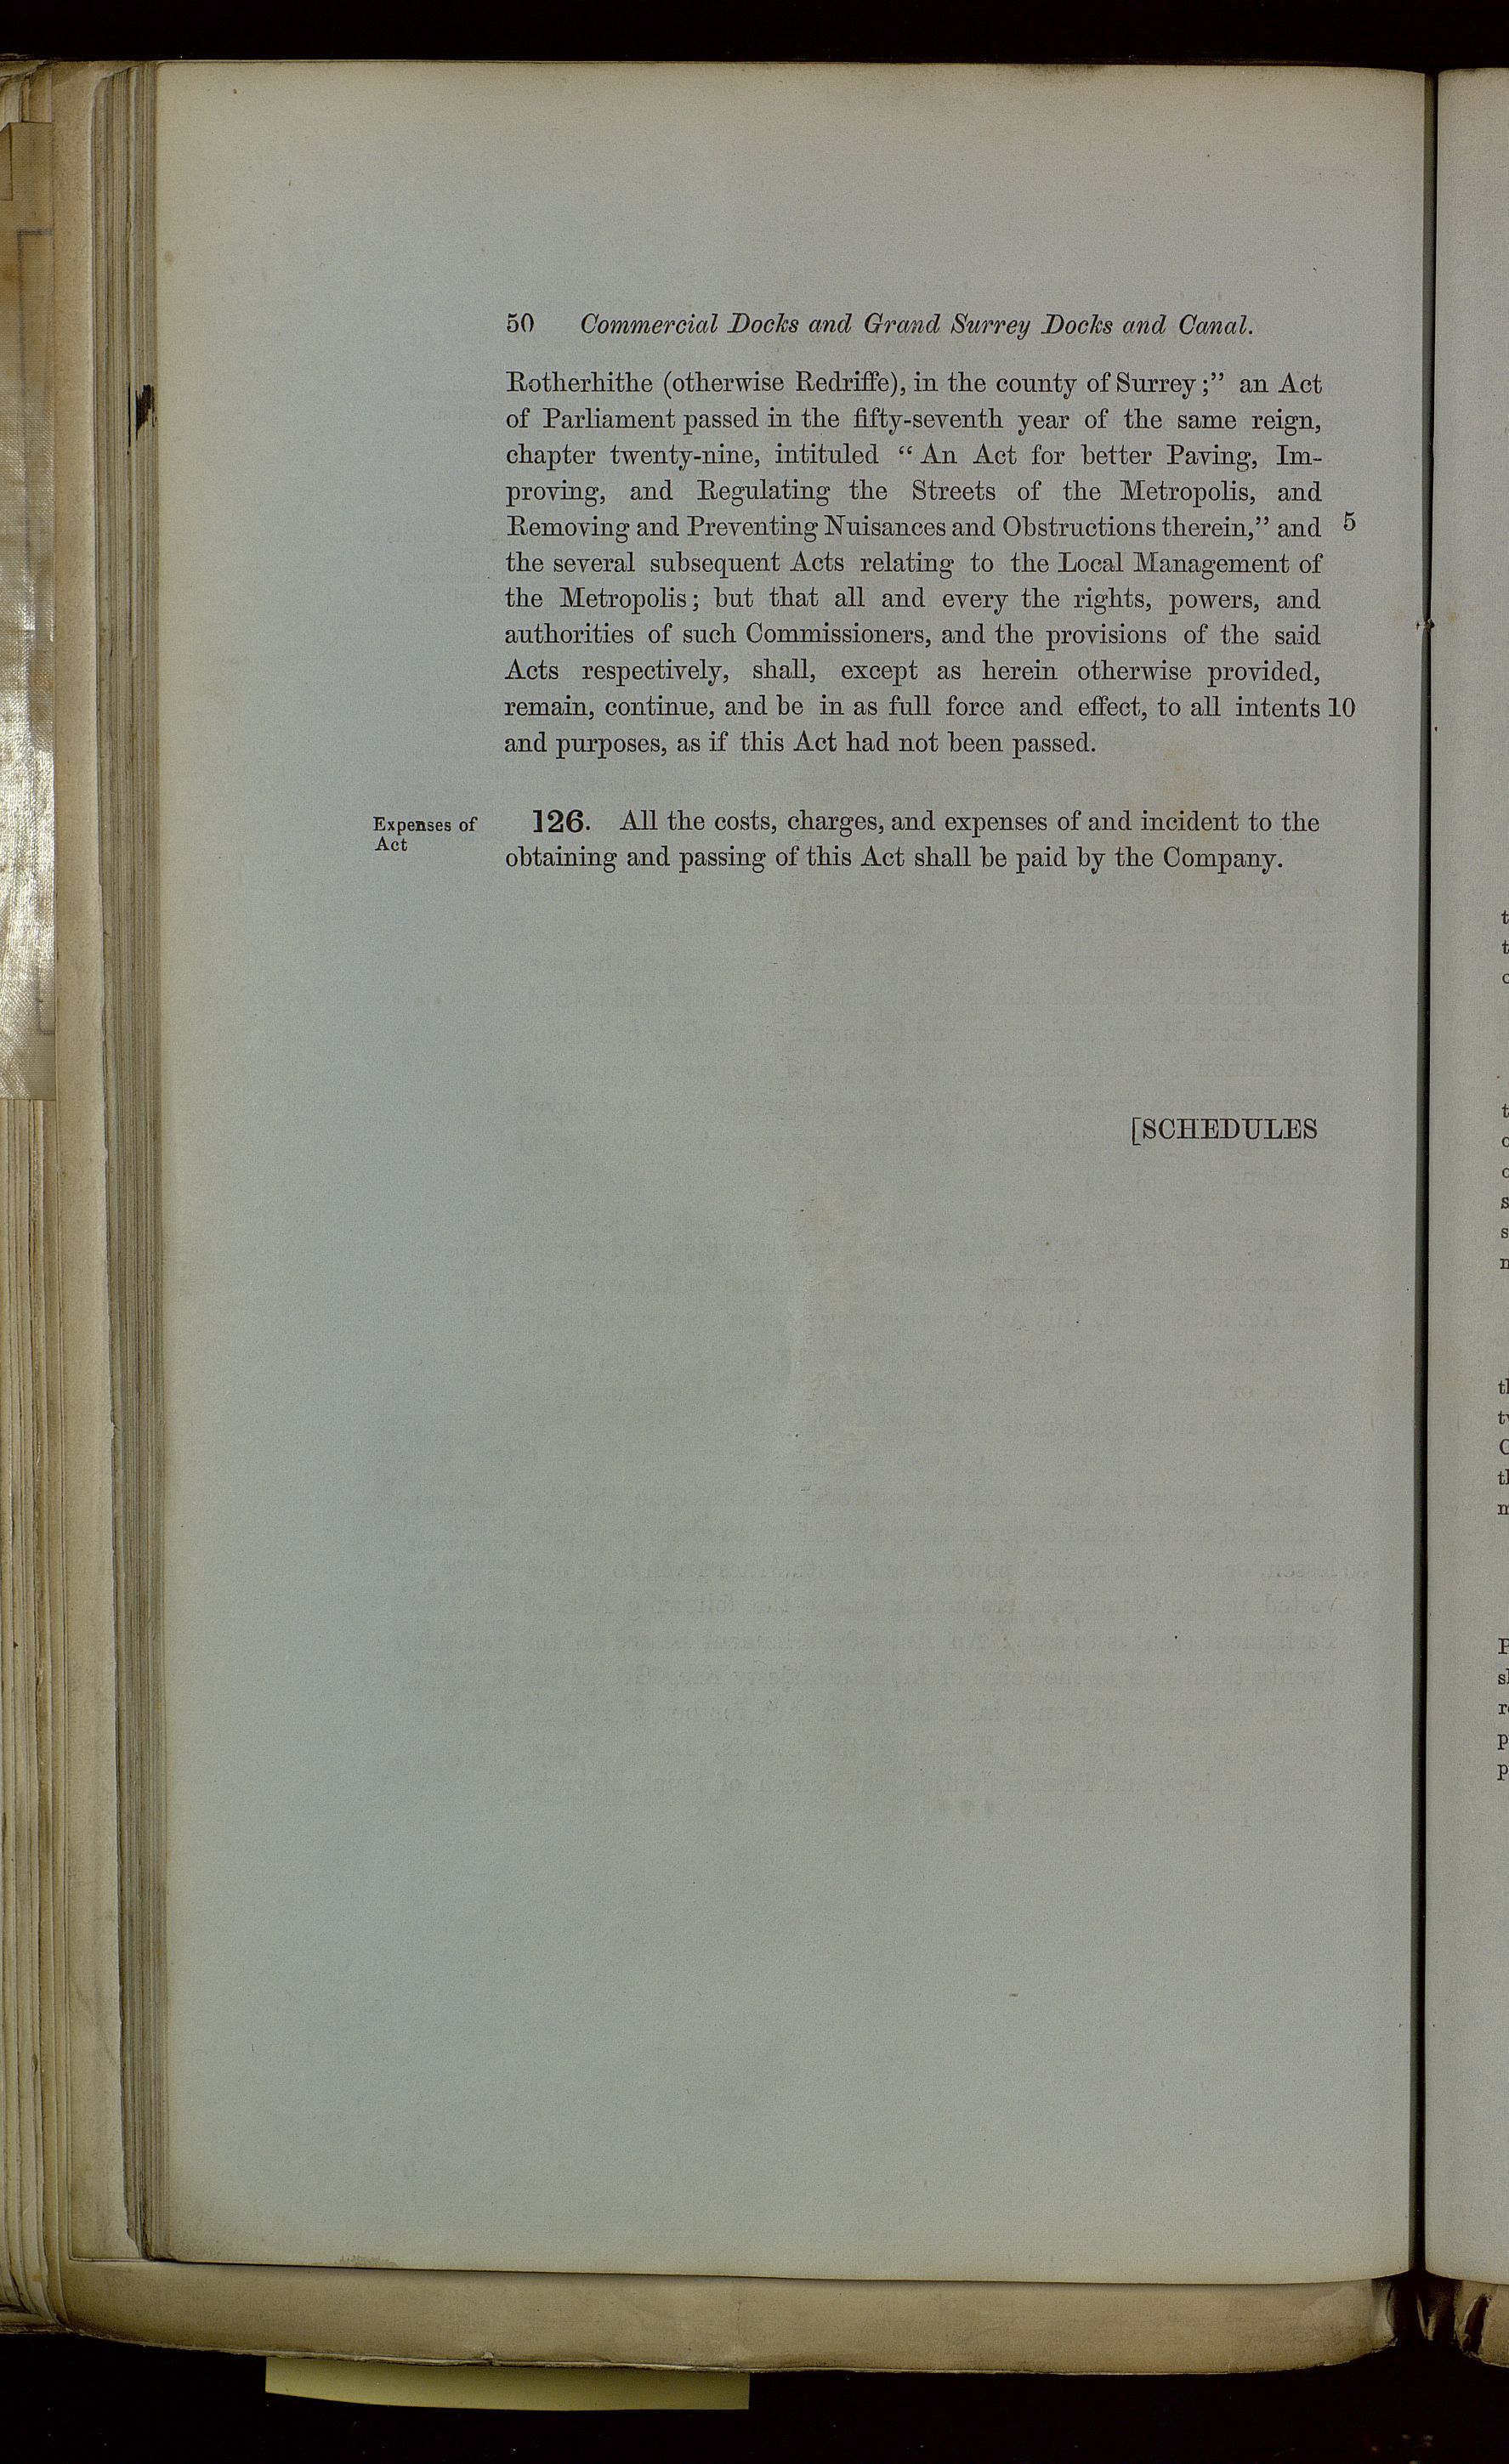 50 Commercial Docks and Grand Surrey Docks and Canal.
Rotherhithe (otherwise Redriffe), in the county of Surrey;” an Act
of Parliament passed in the fifty-seventh year of the same reign,
chapter twenty-nine, intituled “ An Act for better Paving, Im-
proving, and Regulating the Streets of the Metropolis, and
Removing and Preventing Nuisances and Obstructions therein,” and 5
the several subsequent Acts relating to the Local Management of
the Metropolis; but that all and every the rights, powers, and
authorities of such Commissioners, and the provisions of the said
Acts respectively, shall, except as herein otherwise provided,
remain, continue, and be in as full force and effect, to all intents 10
and purposes, as if this Act had not been passed.
Expenses of
Act
126. All the costs, charges, and expenses of and incident to the
obtaining and passing of this Act shall be paid by the Company.
[SCHEDULES